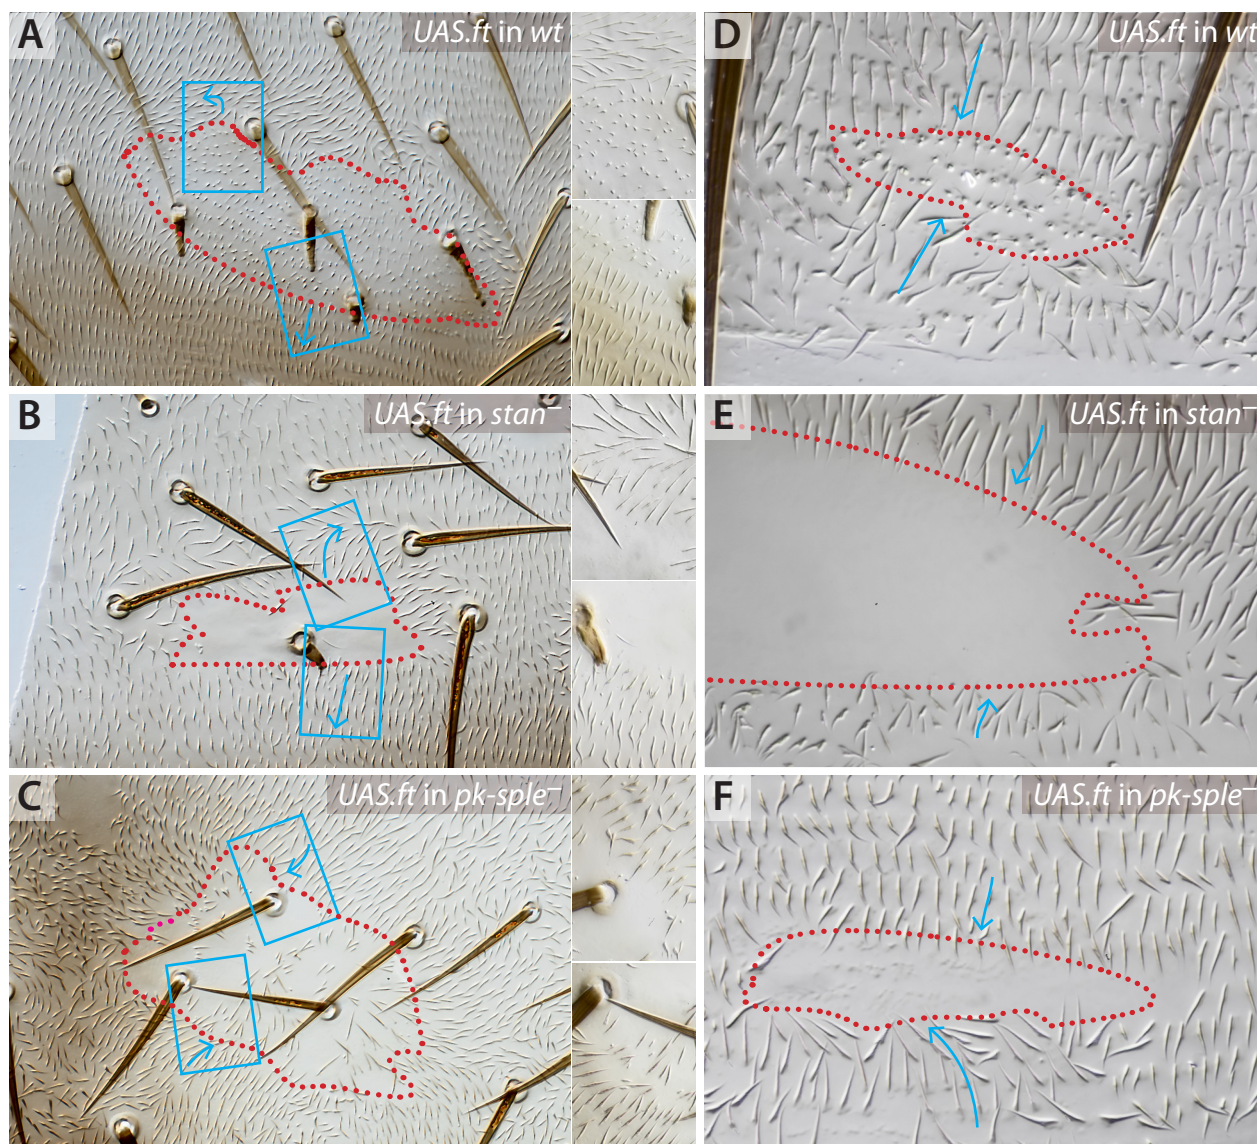 A UAS.ft in wt
D UAS.ft in wt
B UAS.ft in stan–
E UAS.ft in stan–
C UAS.ft in pk-sple–
F UAS.ft in pk-sple–